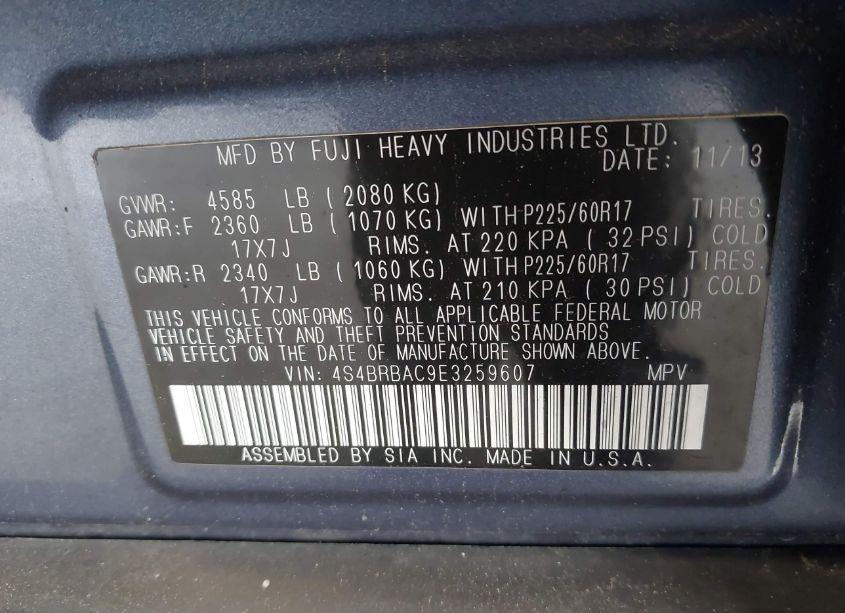 MFD BY FUJI HEAVY INDUSTRIES LTD.
DATE: 11/13
GVWR: 4585 LB ( 2080 KG)
GAWR:F 2360 LB ( 1070 KG) WITH P225/60R17 TIRES.
17X7J RIMS. AT 220 KPA ( 32 PSI) COLD
GAWR:R 2340 LB ( 1060 KG) WITH P225/60R17 TIRES.
17X7J RIMS. AT 210 KPA ( 30 PSI) COLD
THIS VEHICLE CONFORMS TO ALL APPLICABLE FEDERAL MOTOR
VEHICLE SAFETY AND THEFT PREVENTION STANDARDS
IN EFFECT ON THE DATE OF MANUFACTURE SHOWN ABOVE.
VIN: 4S4BRBAC9E3259607 MPV
ASSEMBLED BY SIA INC. MADE IN U.S.A.